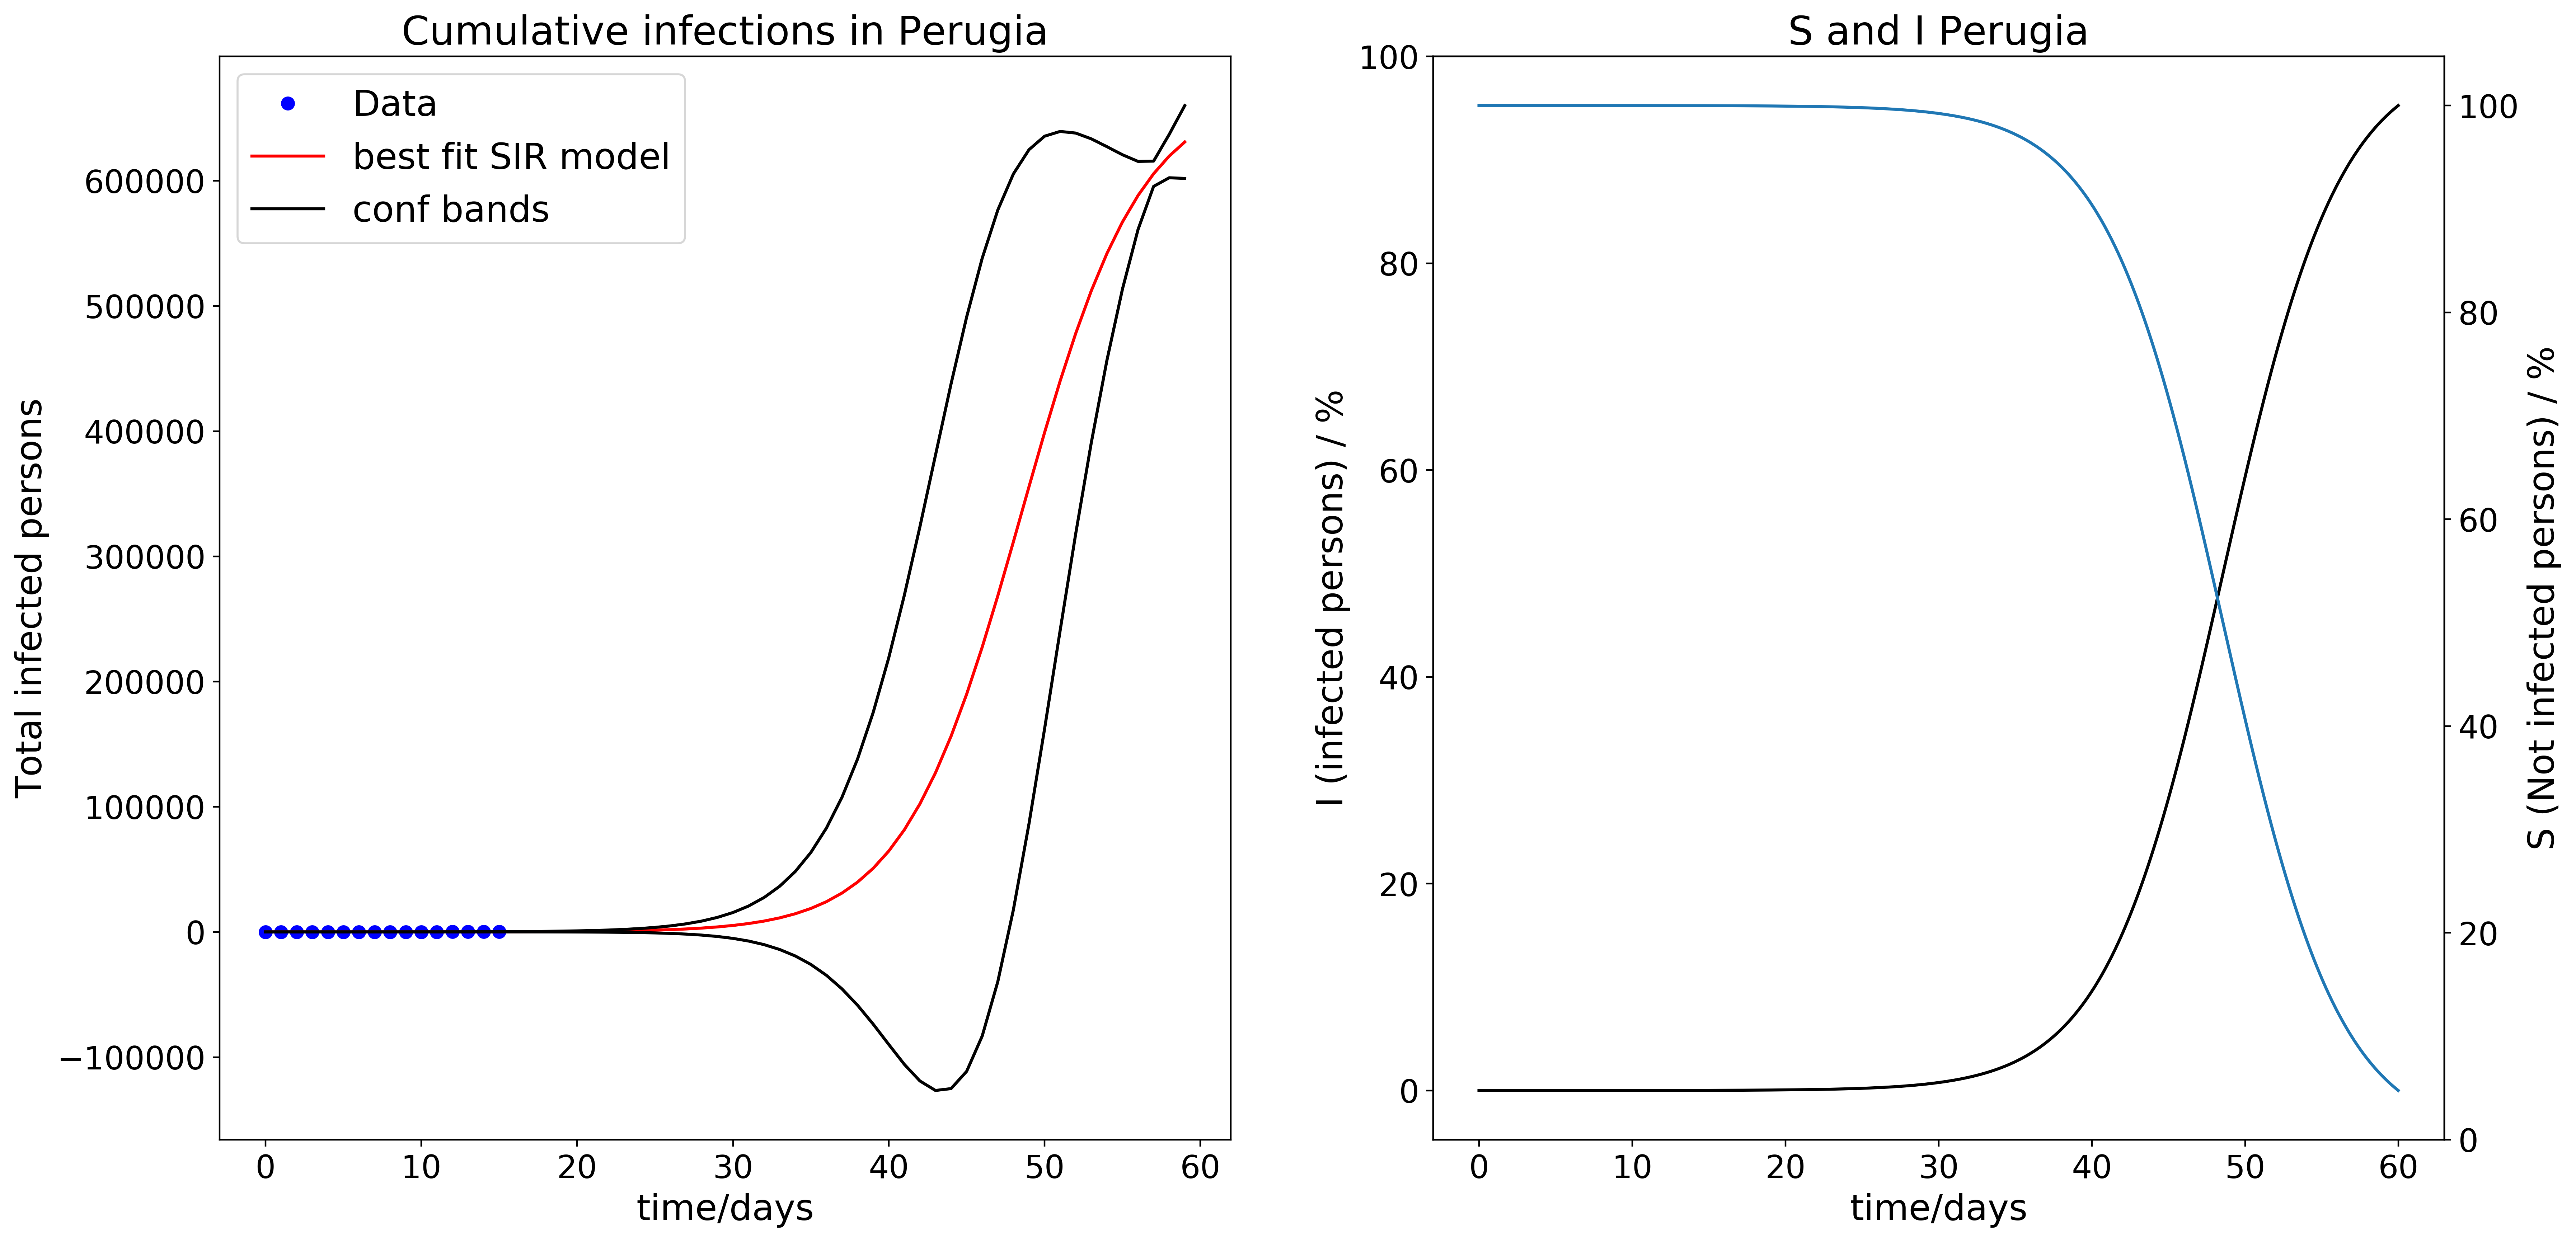 Cumulative infections in Perugia
Data
best fit SIR model
conf bands
Total infected persons
600000
500000
400000
300000
200000
100000
0
−100000
0 10 20 30 40 50 60
time/days
S and I Perugia
I (infected persons) / %
100
80
60
40
20
0
0 10 20 30 40 50 60
time/days
100
80
60
40
20
0
S (Not infected persons) / %